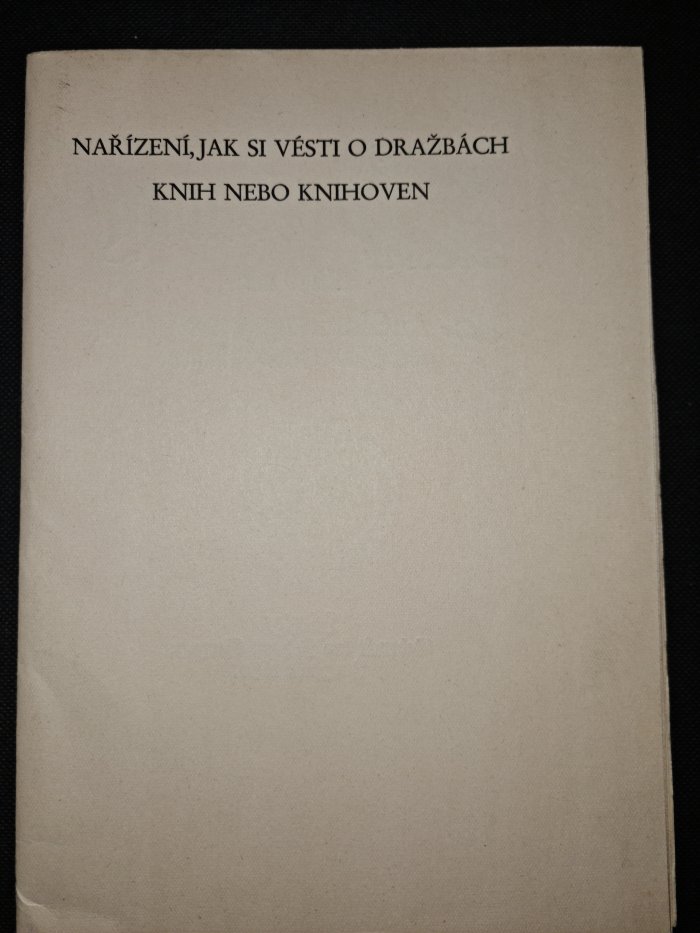 NAŘÍZENÍ, JAK SI VÉSTI O DRAŽBÁCH
KNIH NEBO KNIHOVEN